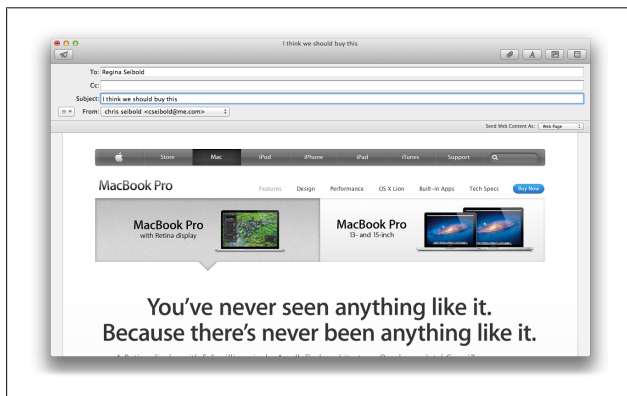 I think we should buy this
To: Regina Seibold
Cc:
Subject: I think we should buy this
From: chris seibold <cseibold@me.com>
Send Web Content As: Web Page
Store Mac iPod iPhone iPad iTunes Support
MacBook Pro Features Design Performance OS X Lion Built-in Apps Tech Specs Buy Now
MacBook Pro
with Retina display
MacBook Pro
13- and 15-inch
You've never seen anything like it.
Because there's never been anything like it.